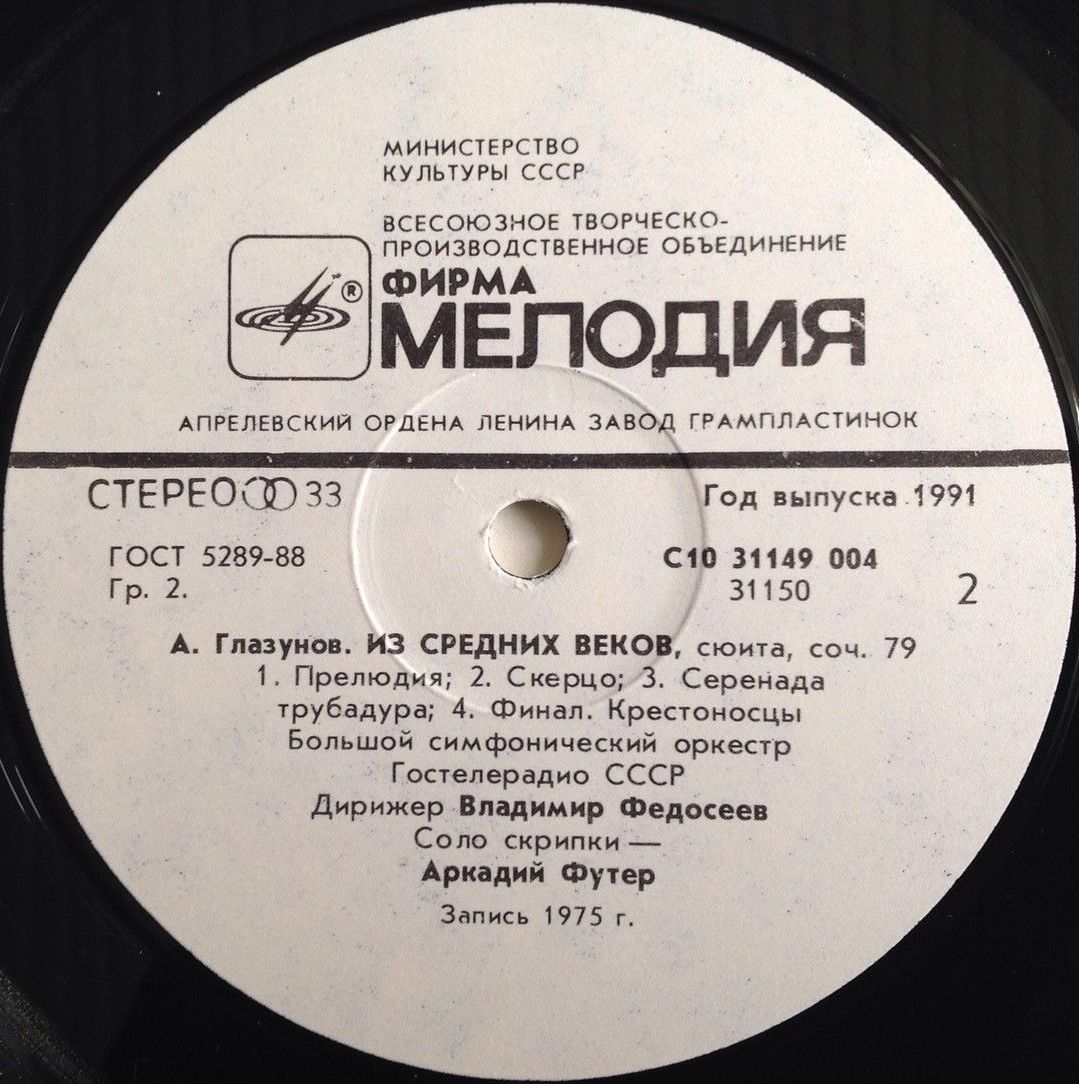 МИНИСТЕРСТВО
КУЛЬТУРЫ СССР
ВСЕСОЮЗНОЕ ТВОРЧЕСКО-
ПРОИЗВОДСТВЕННОЕ ОБЪЕДИНЕНИЕ
®
ФИРМА
МЕЛОДИЯ
АПРЕЛЕВСКИЙ ОРДЕНА ЛЕНИНА ЗАВОД ГРАМПЛАСТИНОК
СТЕРЕО 33
Год выпуска 1991
ГОСТ 5289-88
Гр. 2.
С10 31149 004
31150
2
А. Глазунов. ИЗ СРЕДНИХ ВЕКОВ, сюита, соч. 79
1. Прелюдия; 2. Скерцо; 3. Серенада
трубадура; 4. Финал. Крестоносцы
Большой симфонический оркестр
Гостелерадио СССР
Дирижер Владимир Федосеев
Соло скрипки —
Аркадий Футер
Запись 1975 г.